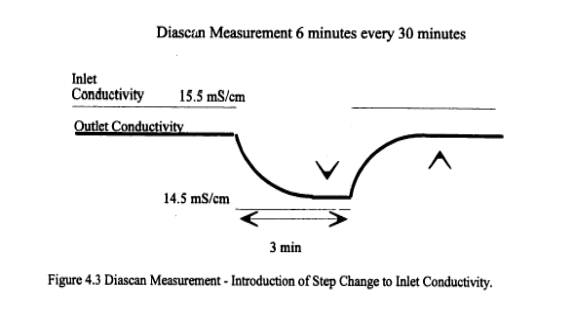 Diascan Measurement 6 minutes every 30 minutes
Inlet
Conductivity 15.5 mS/cm
Outlet Conductivity
14.5 mS/cm
3 min
Figure 4.3 Diascan Measurement - Introduction of Step Change to Inlet Conductivity.